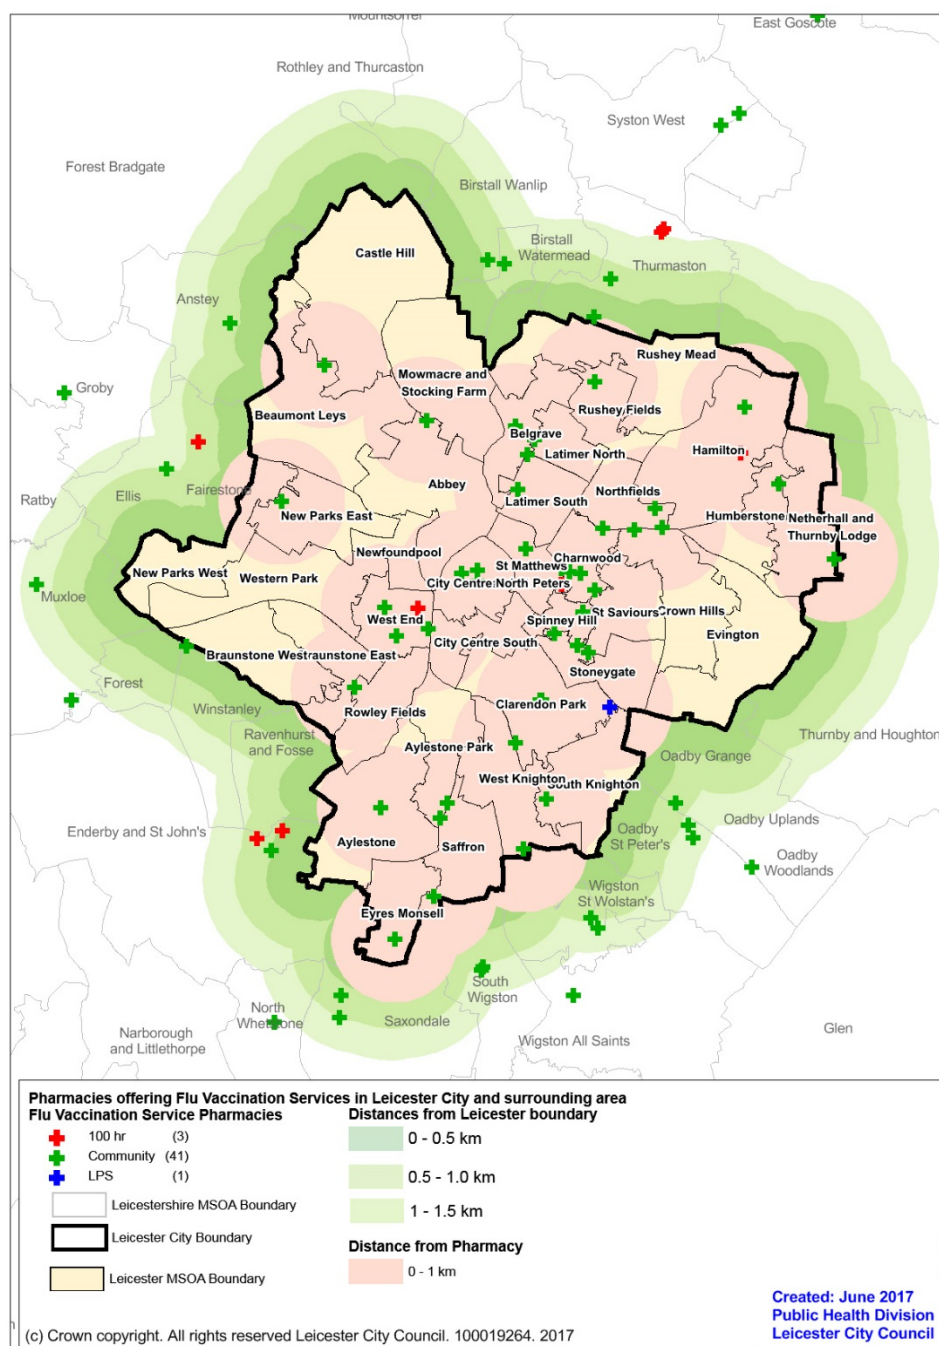 Mountsorrel
East Goscote
Rothley and Thurcaston
Syston West
Forest Bradgate
Birstall Wanlip
Birstall
Watermead
Castle Hill
Thurmaston
Anstey
Rushey Mead
Mowmacre and
Stocking Farm
Groby
Beaumont Leys
Rushey Fields
Belgrave
Latimer North
Hamilton
Abbey
Ratby
Ellis
Fairestone
Northfields
Latimer South
New Parks East
Humberstone
Netherhall and
Thurnby Lodge
Newfoundpool
Charnwood
St Matthews
New Parks West
Western Park
City Centre North
St Peters
Muxloe
West End
St Saviours
Crown Hills
Spinney Hill
Evington
City Centre South
Braunstone West
Braunstone East
Stoneygate
Forest
Winstanley
Rowley Fields
Clarendon Park
Ravenhurst
and Fosse
Thurnby and Houghton
Aylestone Park
Oadby Grange
West Knighton
South Knighton
Oadby Uplands
Enderby and St John's
Aylestone
Saffron
Oadby
St Peter's
Oadby
Woodlands
Wigston
St Wolstan's
Eyres Monsell
South
Wigston
North
Whetstone
Saxondale
Narborough
and Littlethorpe
Wigston All Saints
Glen
Pharmacies offering Flu Vaccination Services in Leicester City and surrounding area
Flu Vaccination Service Pharmacies
100 hr (3)
Community (41)
LPS (1)
Leicestershire MSOA Boundary
Leicester City Boundary
Leicester MSOA Boundary
Distances from Leicester boundary
0 - 0.5 km
0.5 - 1.0 km
1 - 1.5 km
Distance from Pharmacy
0 - 1 km
Created: June 2017
Public Health Division
Leicester City Council
(c) Crown copyright. All rights reserved Leicester City Council. 100019264. 2017